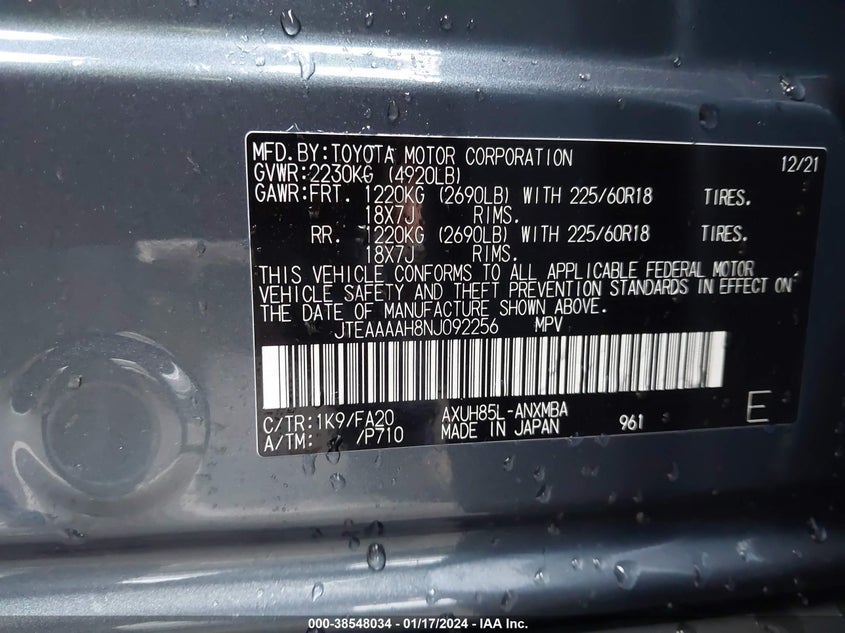 MFD.BY:TOYOTA MOTOR CORPORATION 12/21
GVWR:2230KG (4920LB)
GAWR:FRT. 1220KG (2690LB) WITH 225/60R18 TIRES.
18X7J RIMS.
RR. 1220KG (2690LB) WITH 225/60R18 TIRES.
18X7J RIMS.
THIS VEHICLE CONFORMS TO ALL APPLICABLE FEDERAL MOTOR
VEHICLE SAFETY AND THEFT PREVENTION STANDARDS IN EFFECT ON
THE DATE OF MANUFACTURE SHOWN ABOVE.
JTEAAAAH8NJ092256 MPV
C/TR:1K9/FA20 AXUH85L-ANXMBA
A/TM: /P710 MADE IN JAPAN 961 E
000-38548034 - 01/17/2024 - IAA Inc.